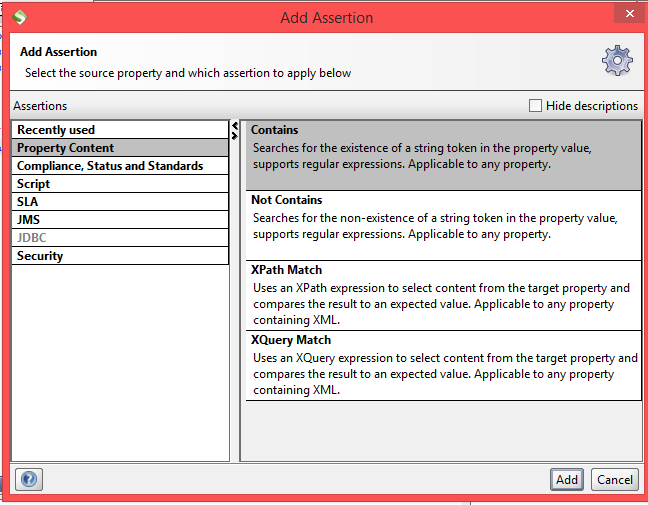 Add Assertion
Add Assertion
Select the source property and which assertion to apply below
Assertions
Hide descriptions
Recently used
Property Content
Compliance, Status and Standards
Script
SLA
JMS
JDBC
Security
Contains
Searches for the existence of a string token in the property value,
supports regular expressions. Applicable to any property.
Not Contains
Searches for the non-existence of a string token in the property value,
supports regular expressions. Applicable to any property.
XPath Match
Uses an XPath expression to select content from the target property and
compares the result to an expected value. Applicable to any property
containing XML.
XQuery Match
Uses an XQuery expression to select content from the target property and
compares the result to an expected value. Applicable to any property
containing XML.
Add
Cancel